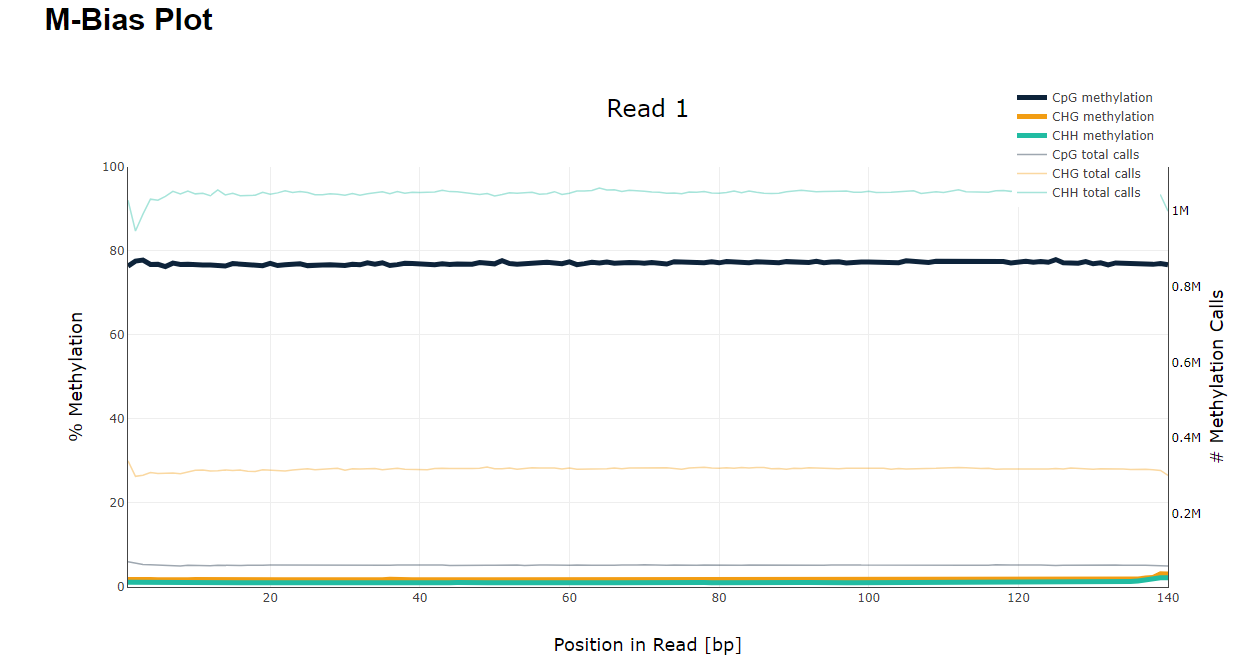 M-Bias Plot
Read 1
CpG methylation
CHG methylation
CHH methylation
CpG total calls
CHG total calls
CHH total calls
100
80
60
40
20
0
% Methylation
1M
0.8M
0.6M
0.4M
0.2M
# Methylation Calls
20
40
60
80
100
120
140
Position in Read [bp]